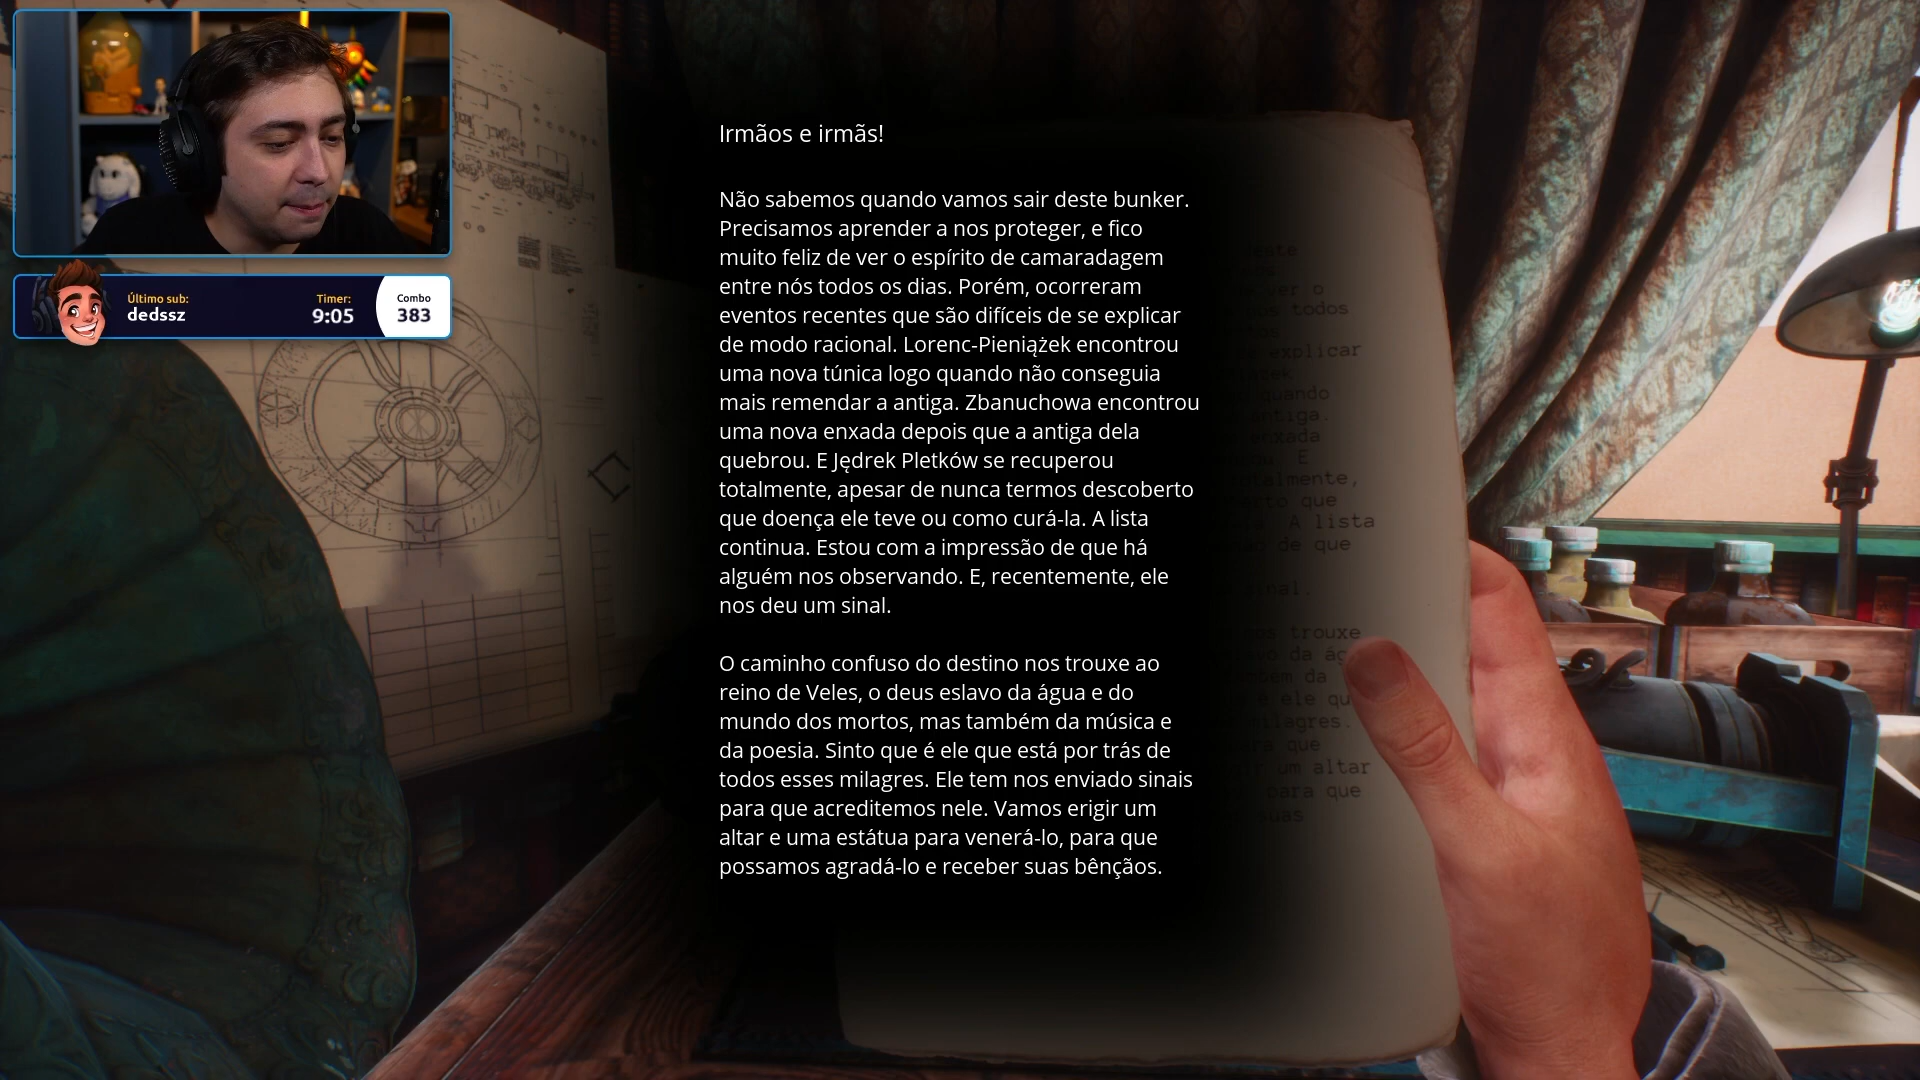 Último sub:
dedssz
Timer:
9:05
Combo
383
Irmãos e irmãs!
Não sabemos quando vamos sair deste bunker.
Precisamos aprender a nos proteger, e fico
muito feliz de ver o espírito de camaradagem
entre nós todos os dias. Porém, ocorreram
eventos recentes que são difíceis de se explicar
de modo racional. Lorenc-Pieniążek encontrou
uma nova túnica logo quando não conseguia
mais remendar a antiga. Zbanuchowa encontrou
uma nova enxada depois que a antiga dela
quebrou. E Jędrek Pletków se recuperou
totalmente, apesar de nunca termos descoberto
que doença ele teve ou como curá-la. A lista
continua. Estou com a impressão de que há
alguém nos observando. E, recentemente, ele
nos deu um sinal.
O caminho confuso do destino nos trouxe ao
reino de Veles, o deus eslavo da água e do
mundo dos mortos, mas também da música e
da poesia. Sinto que é ele que está por trás de
todos esses milagres. Ele tem nos enviado sinais
para que acreditemos nele. Vamos erigir um
altar e uma estátua para venerá-lo, para que
possamos agradá-lo e receber suas bênçãos.